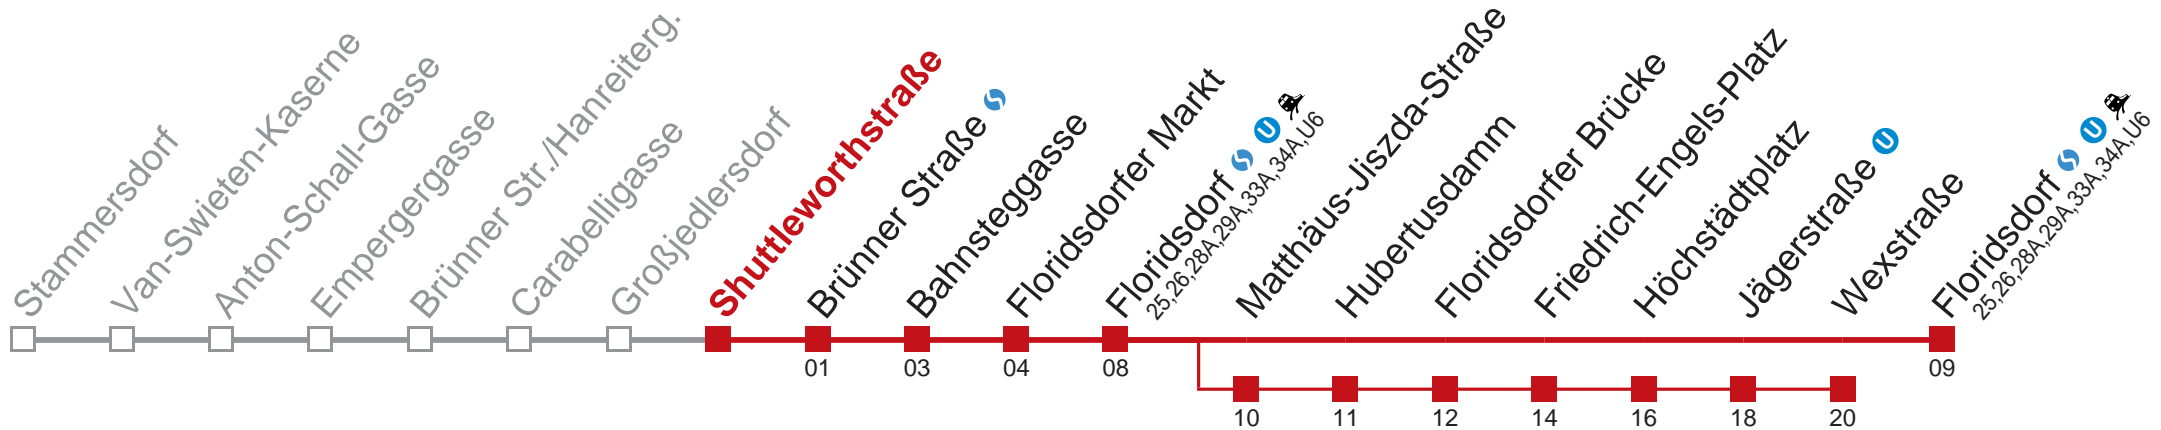 Stammersdorf
Van-Swieten-Kaserne
Anton-Schall-Gasse
Empergergasse
Brünner Str./Hanreiterg.
Carabelligasse
Großjedlersdorf
Shuttleworthstraße
Brünner Straße
Bahnsteggasse
Floridsdorfer Markt
Floridsdorf U
25,26,28A,29A,33A,34A,U6
Matthäus-Jiszda-Straße
Hubertusdamm
Floridsdorfer Brücke
Friedrich-Engels-Platz
Höchstädtplatz
Jägerstraße U
Wexstraße
Floridsdorf U
25,26,28A,29A,33A,34A,U6
01 03 04 08 09
10 11 12 14 16 18 20